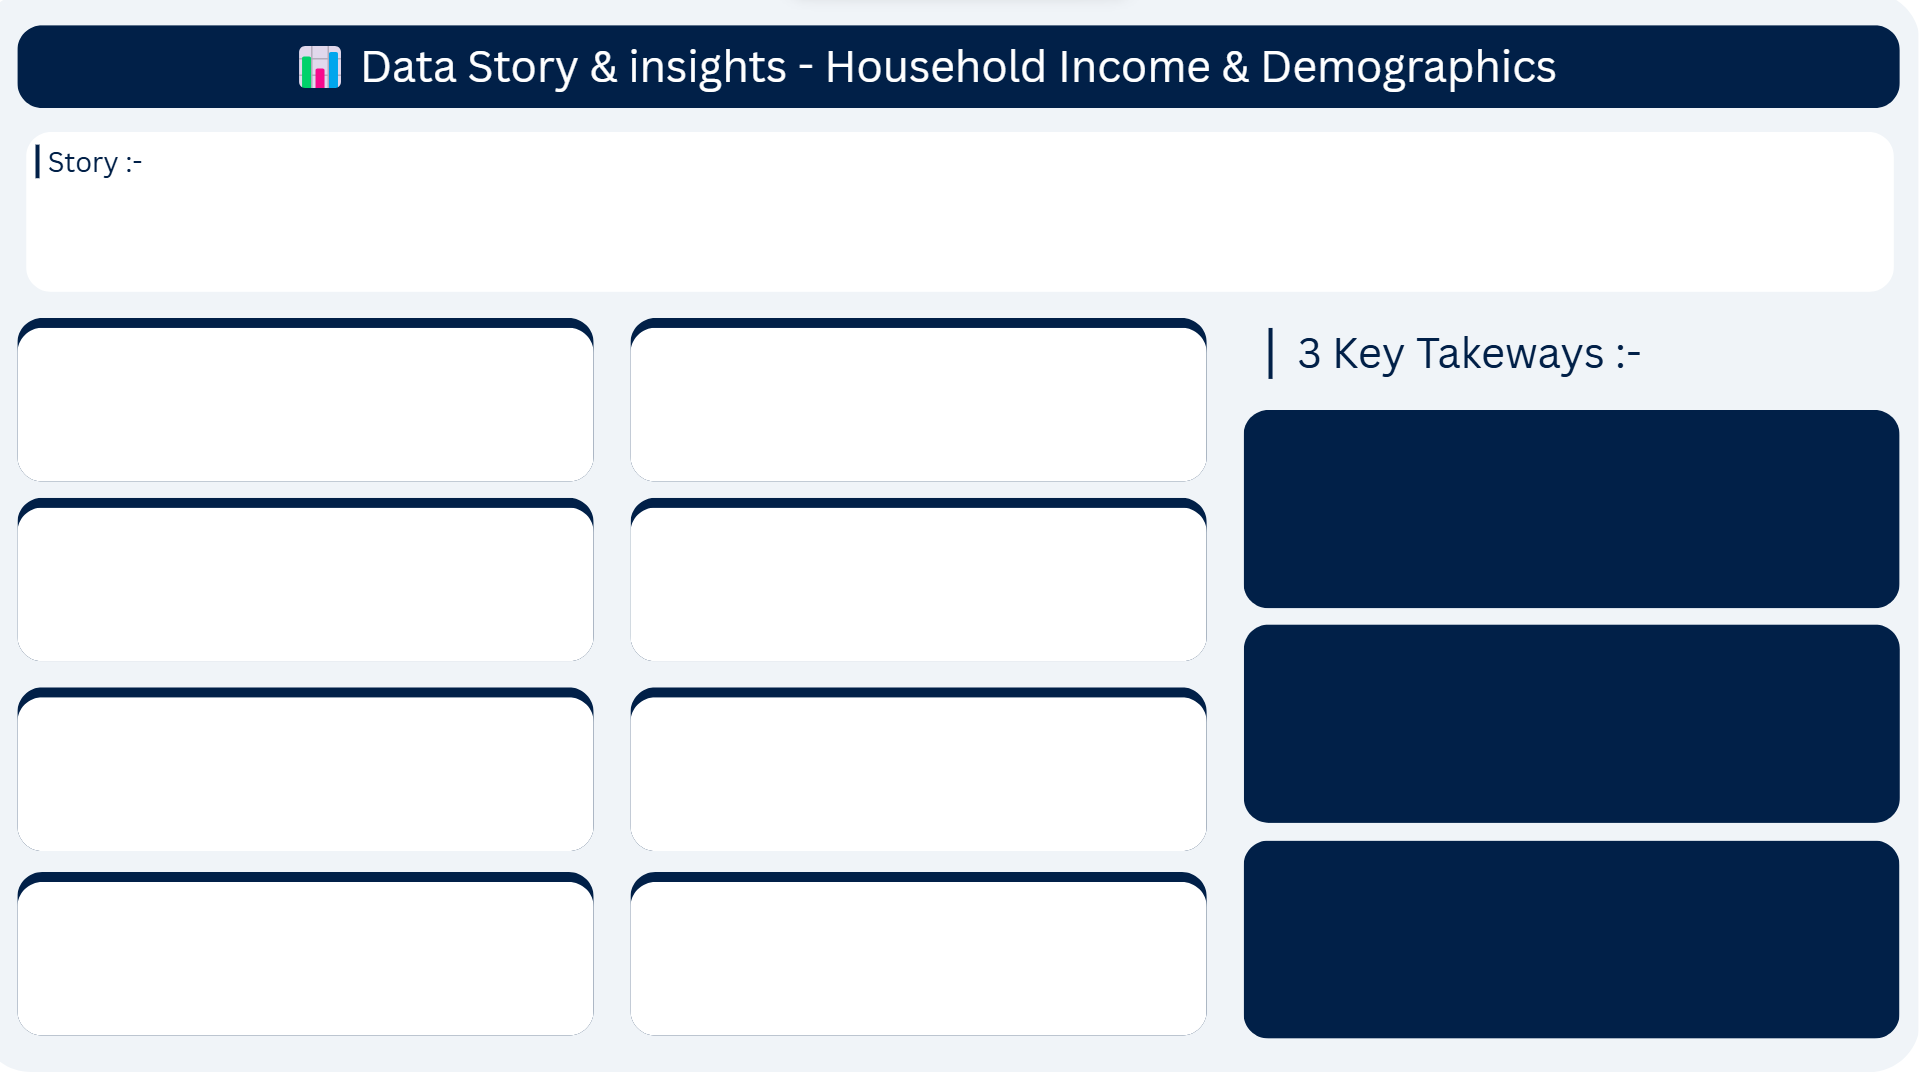 Data Story & insights - Household Income & Demographics
Story :-
3 Key Takeways :-